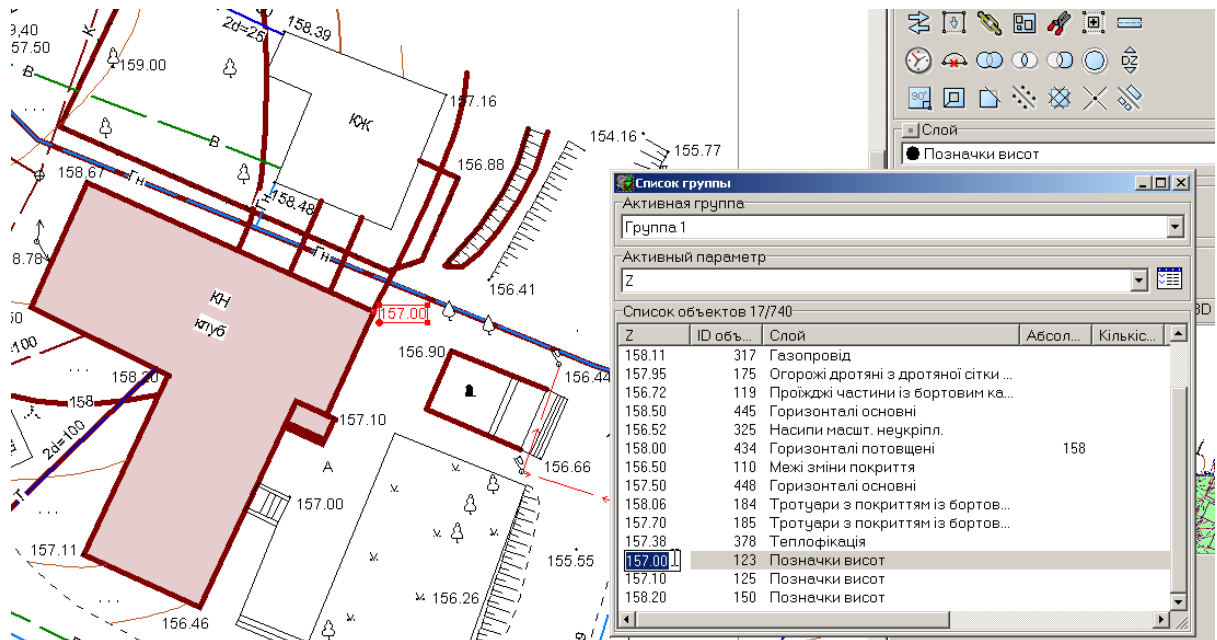 158.39
2d=25
9,40
57.50
К
159.00
В
157.16
КЖ
В
154.16
155.77
156.88
158.67
Гн
Гн
158.48
Гн
8.78
156.41
КН
клуб
157.00
50
100
156.90
158.20
156.44
158
157.10
2d=100
А
156.66
Т
157.00
157.11
155.55
156.26
156.46
А
В
90°
DZ
Слой
Позначки висот
3D
Список группы
Активная группа
Группа 1
Активный параметр
Z
Список объектов 17/740
Z ID объ... Слой Абсол... Кількіс...
158.11 317 Газопровід
157.95 175 Огорожі дротяні з дротяної сітки ...
156.72 119 Проїжджі частини із бортовим ка...
158.50 445 Горизонталі основні
156.52 325 Насипи масшт. неукріпл.
158.00 434 Горизонталі потовщені 158
156.50 110 Межі зміни покриття
157.50 448 Горизонталі основні
158.06 184 Тротуари з покриттям із бортов...
157.70 185 Тротуари з покриттям із бортов...
157.38 378 Теплофікація
157.00 123 Позначки висот
157.10 125 Позначки висот
158.20 150 Позначки висот